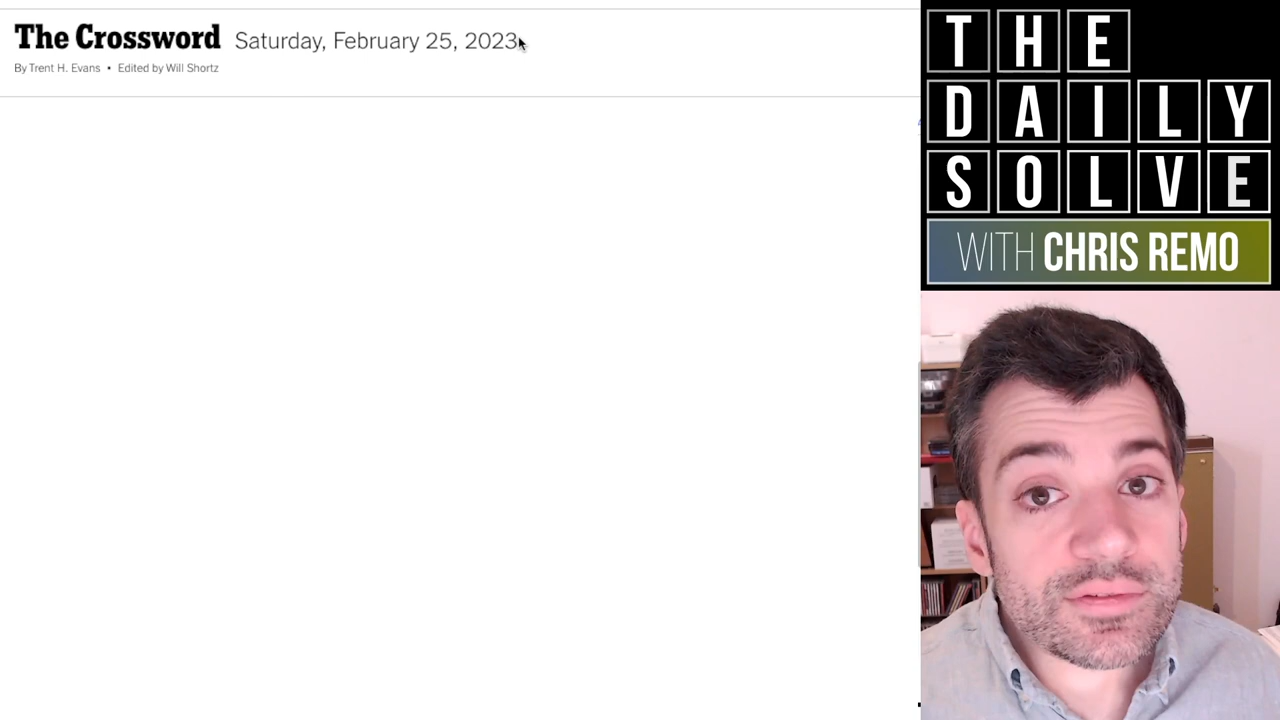 The Crossword Saturday, February 25, 2023
By Trent H. Evans • Edited by Will Shortz
THE
DAILY
SOLVE
WITH CHRIS REMO